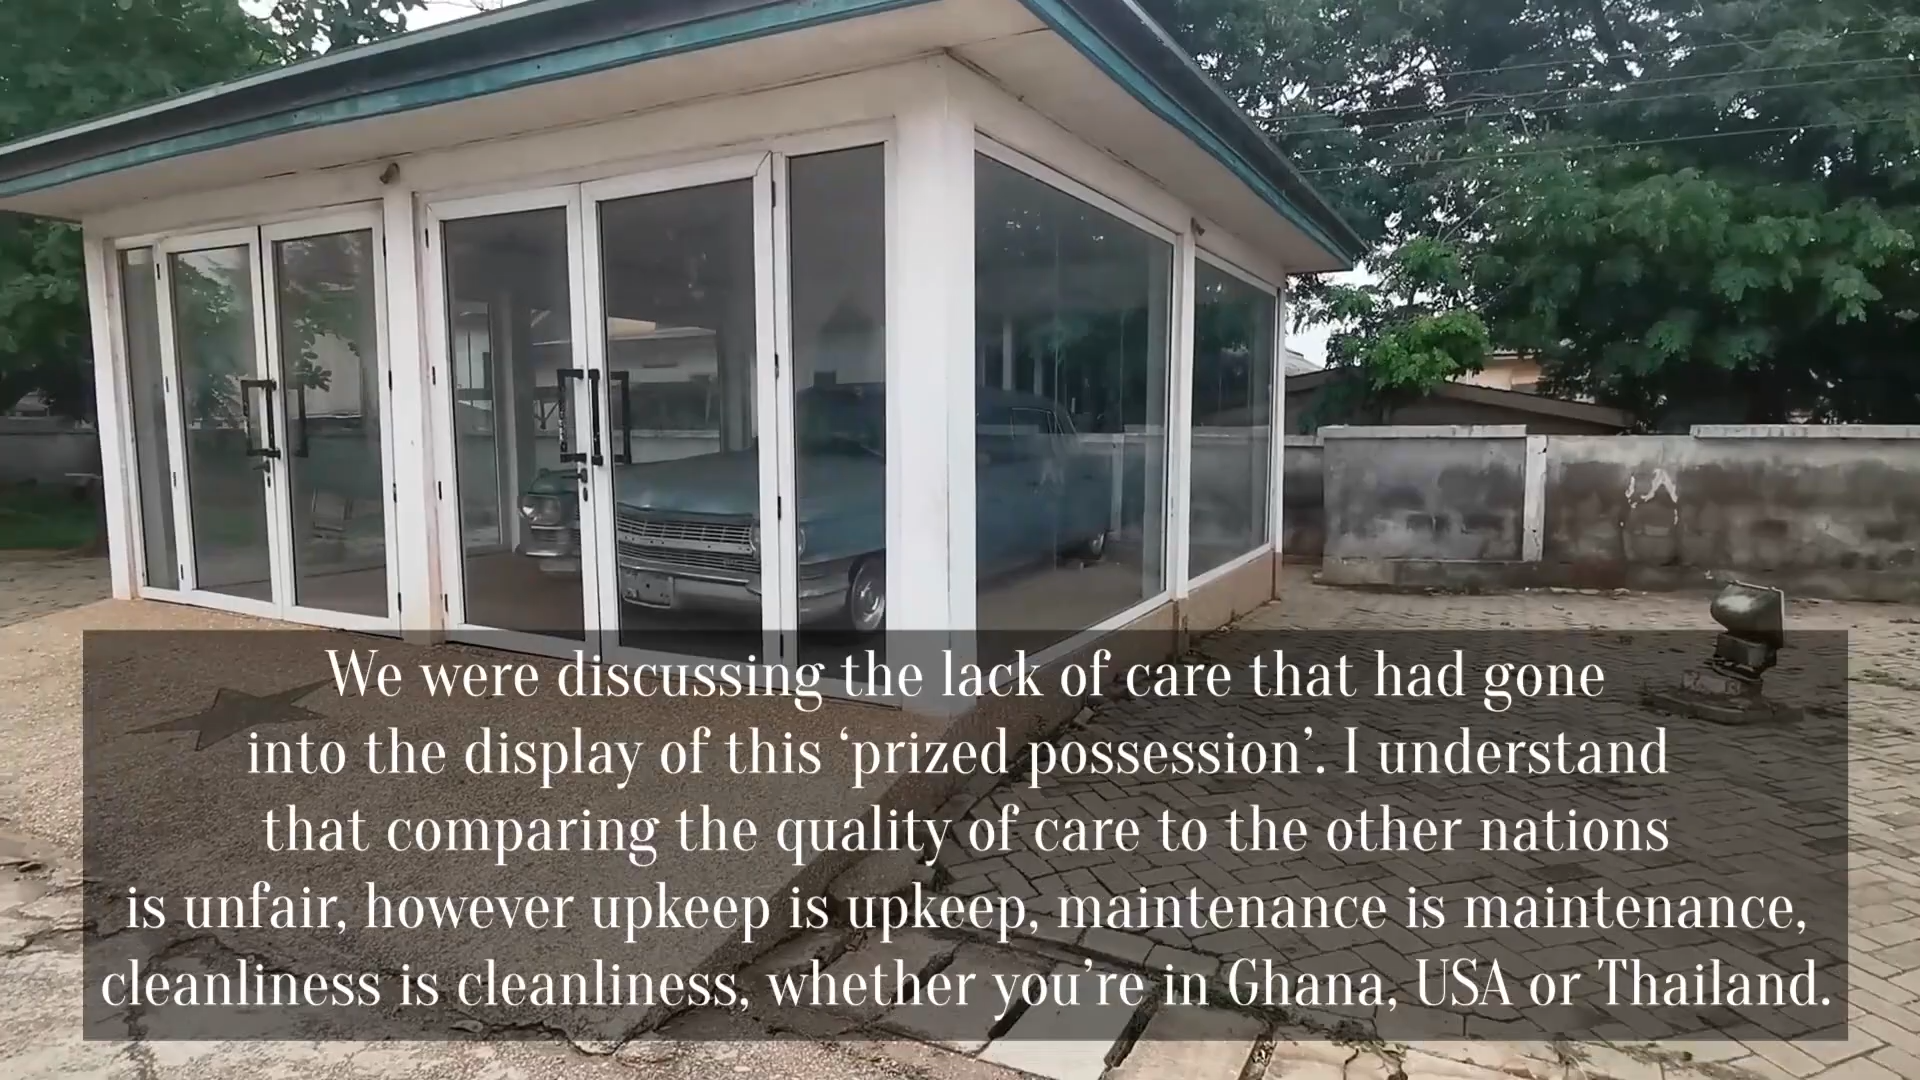 We were discussing the lack of care that had gone
into the display of this ‘prized possession’. I understand
that comparing the quality of care to the other nations
is unfair, however upkeep is upkeep, maintenance is maintenance,
cleanliness is cleanliness, whether you’re in Ghana, USA or Thailand.